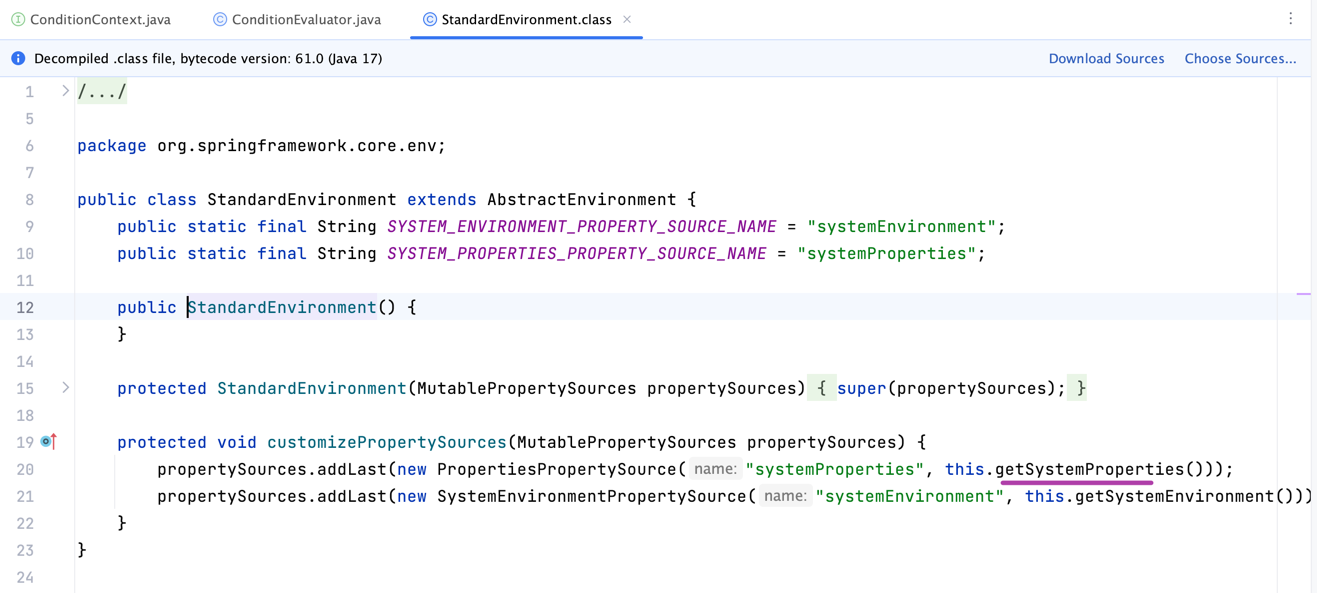 ConditionContext.java ConditionEvaluator.java StandardEnvironment.class
Decompiled .class file, bytecode version: 61.0 (Java 17) Download Sources Choose Sources...
1 /.../
5
6 package org.springframework.core.env;
7
8 public class StandardEnvironment extends AbstractEnvironment {
9 public static final String SYSTEM_ENVIRONMENT_PROPERTY_SOURCE_NAME = "systemEnvironment";
10 public static final String SYSTEM_PROPERTIES_PROPERTY_SOURCE_NAME = "systemProperties";
11
12 public StandardEnvironment() {
13 }
14
15 protected StandardEnvironment(MutablePropertySources propertySources) { super(propertySources); }
18
19 protected void customizePropertySources(MutablePropertySources propertySources) {
20 propertySources.addLast(new PropertiesPropertySource( name: "systemProperties", this.getSystemProperties()));
21 propertySources.addLast(new SystemEnvironmentPropertySource( name: "systemEnvironment", this.getSystemEnvironment()))
22 }
23 }
24